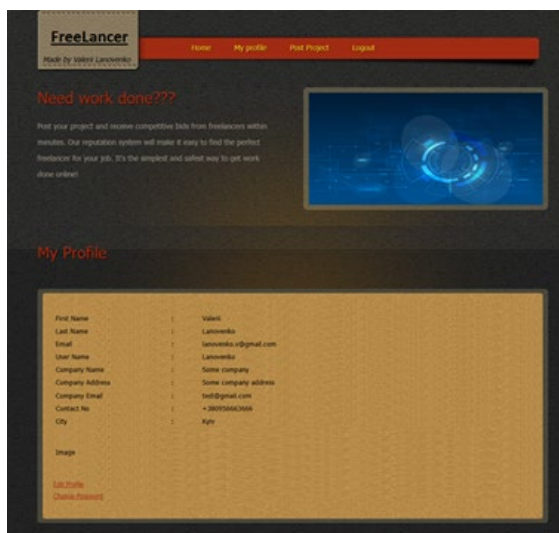 FreeLancer
Made by Valerii Lanovenko
Home My profile Post Project Logout
Need work done???
Post your project and receive competitive bids from freelancers within
minutes. Our reputation system will make it easy to find the perfect
freelancer for your job. It's the simplest and safest way to get work
done online!
My Profile
First Name : Valerii
Last Name : Lanovenko
Email : lanovenko.v@gmail.com
User Name : Lanovenko
Company Name : Some company
Company Address : Some company address
Company Email : test@gmail.com
Contact No : +380956663666
City : Kyiv
Image
Edit Profile
Change Password